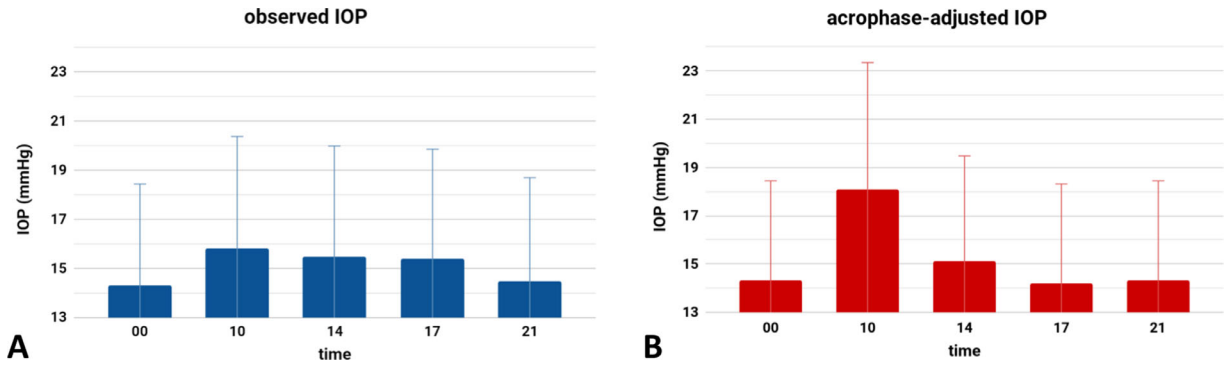 observed IOP
23
21
19
17
15
13
IOP (mmHg)
00 10 14 17 21
time
A
acrophase-adjusted IOP
23
21
19
17
15
13
IOP (mmHg)
00 10 14 17 21
time
B